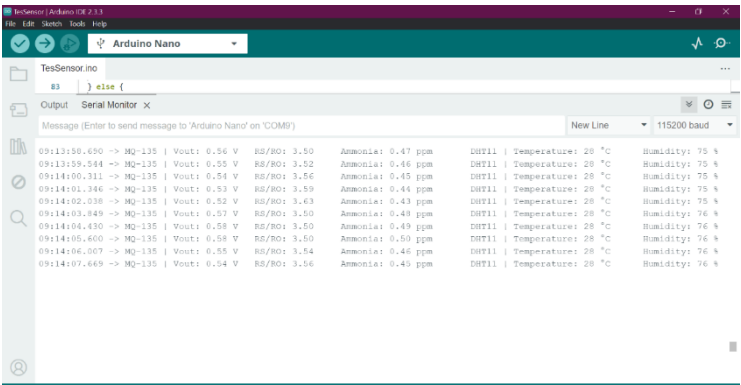 TesSensor | Arduino IDE 2.3.3
File Edit Sketch Tools Help
Arduino Nano
TesSensor.ino
83 } else {
Output Serial Monitor
Message (Enter to send message to 'Arduino Nano' on 'COM9') New Line 115200 baud
09:13:58.690 -> MQ-135 | Vout: 0.56 V RS/RO: 3.50 Ammonia: 0.47 ppm DHT11 | Temperature: 28 °C Humidity: 75 %
09:13:59.544 -> MQ-135 | Vout: 0.55 V RS/RO: 3.52 Ammonia: 0.46 ppm DHT11 | Temperature: 28 °C Humidity: 75 %
09:14:00.311 -> MQ-135 | Vout: 0.54 V RS/RO: 3.56 Ammonia: 0.45 ppm DHT11 | Temperature: 28 °C Humidity: 75 %
09:14:01.346 -> MQ-135 | Vout: 0.53 V RS/RO: 3.59 Ammonia: 0.44 ppm DHT11 | Temperature: 28 °C Humidity: 75 %
09:14:02.038 -> MQ-135 | Vout: 0.52 V RS/RO: 3.63 Ammonia: 0.43 ppm DHT11 | Temperature: 28 °C Humidity: 75 %
09:14:03.849 -> MQ-135 | Vout: 0.57 V RS/RO: 3.50 Ammonia: 0.48 ppm DHT11 | Temperature: 28 °C Humidity: 76 %
09:14:04.430 -> MQ-135 | Vout: 0.58 V RS/RO: 3.50 Ammonia: 0.49 ppm DHT11 | Temperature: 28 °C Humidity: 76 %
09:14:05.600 -> MQ-135 | Vout: 0.58 V RS/RO: 3.50 Ammonia: 0.50 ppm DHT11 | Temperature: 28 °C Humidity: 76 %
09:14:06.007 -> MQ-135 | Vout: 0.55 V RS/RO: 3.54 Ammonia: 0.46 ppm DHT11 | Temperature: 28 °C Humidity: 76 %
09:14:07.669 -> MQ-135 | Vout: 0.54 V RS/RO: 3.56 Ammonia: 0.45 ppm DHT11 | Temperature: 28 °C Humidity: 76 %